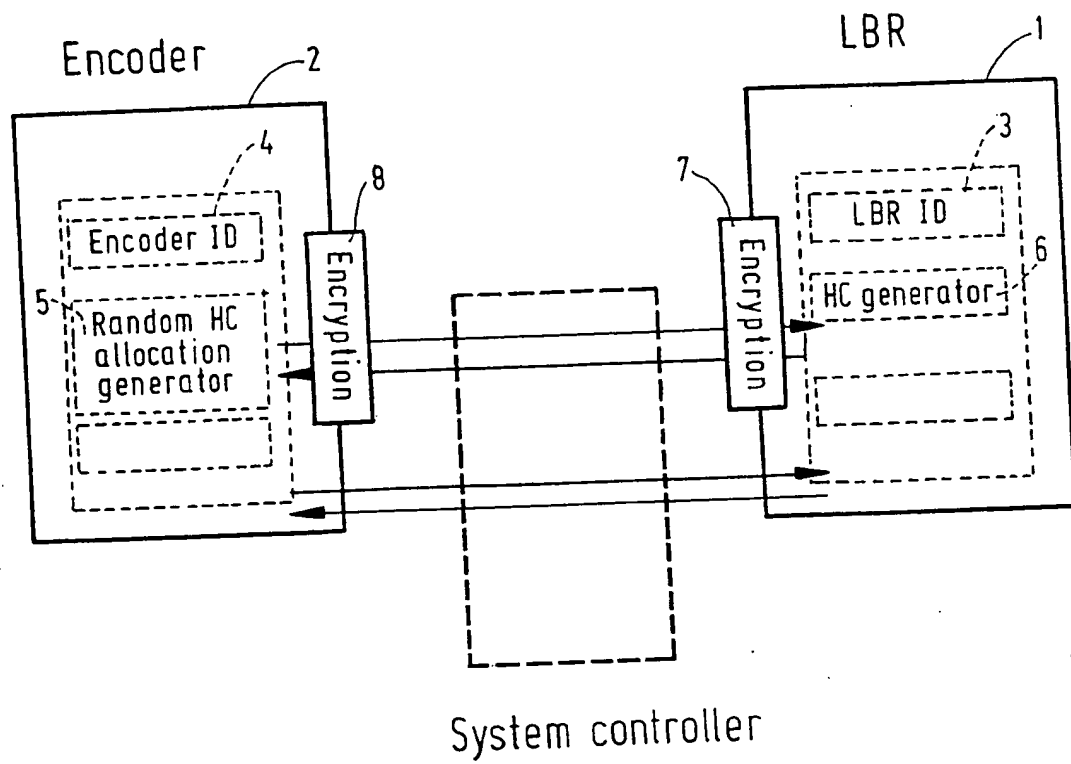 Encoder
LBR
2
1
4
3
8
7
Encoder ID
LBR ID
Encryption
Encryption
6
5
Random HC
allocation
generator
HC generator
System controller